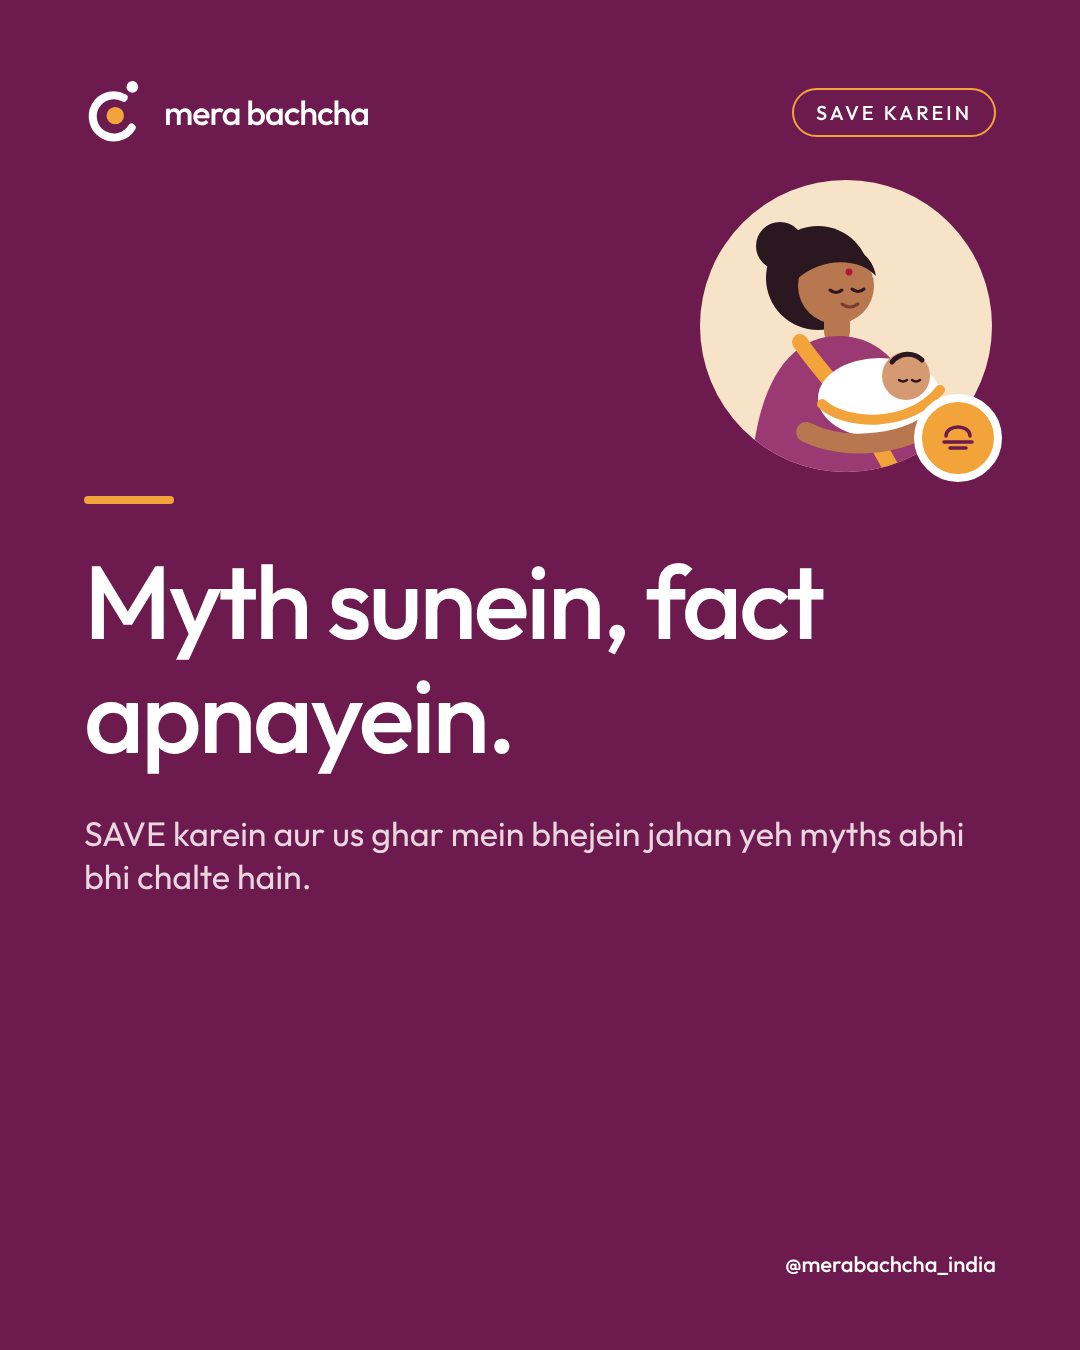 mera bachcha
SAVE KAREIN
Myth sunein, fact
apnayein.
SAVE karein aur us ghar mein bhejein jahan yeh myths abhi
bhi chalte hain.
@merabachcha_india